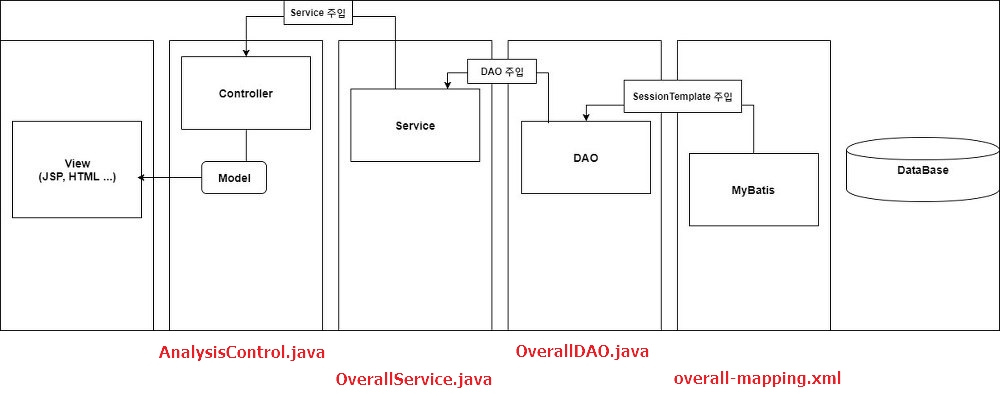 Service 주입
DAO 주입
SessionTemplate 주입
Controller
Service
DAO
MyBatis
DataBase
View
(JSP, HTML ...)
Model
AnalysisControl.java
OverallService.java
OverallDAO.java
overall-mapping.xml